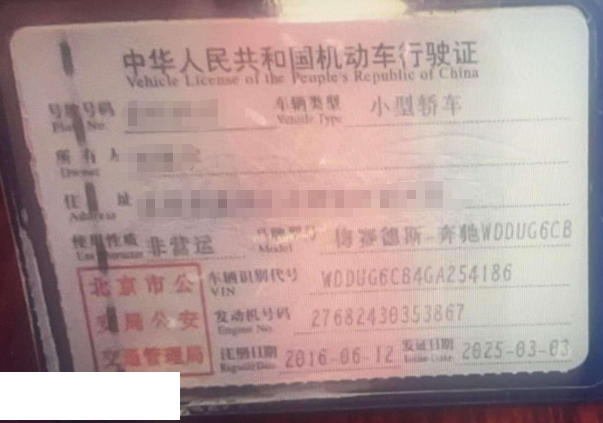 中华人民共和国机动车行驶证
Vehicle License of the People's Republic of China
号牌号码 车辆类型 小型轿车
Plate No. Vehicle Type
所有人
Owner
住址
Address
使用性质 非营运 品牌型号 梅赛德斯-奔驰WDDUG6CB
Use Character Model
北京市公安局公安交通管理局
车辆识别代号 WDDUG6CB4GA254186
VIN
发动机号码 27682430353867
Engine No.
注册日期 2016-06-12 发证日期 2025-03-03
Register Date Issue Date